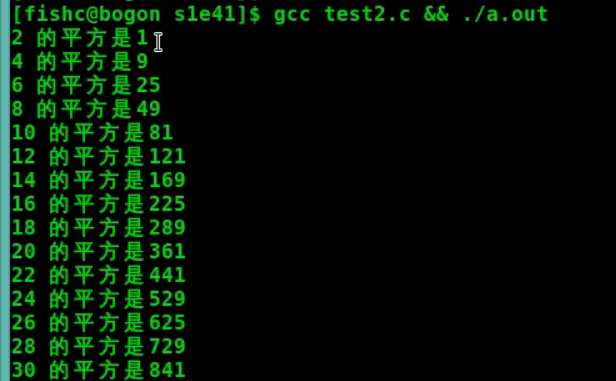 [fishc@bogon s1e41]$ gcc test2.c && ./a.out
2 的平方是1
4 的平方是9
6 的平方是25
8 的平方是49
10 的平方是81
12 的平方是121
14 的平方是169
16 的平方是225
18 的平方是289
20 的平方是361
22 的平方是441
24 的平方是529
26 的平方是625
28 的平方是729
30 的平方是841